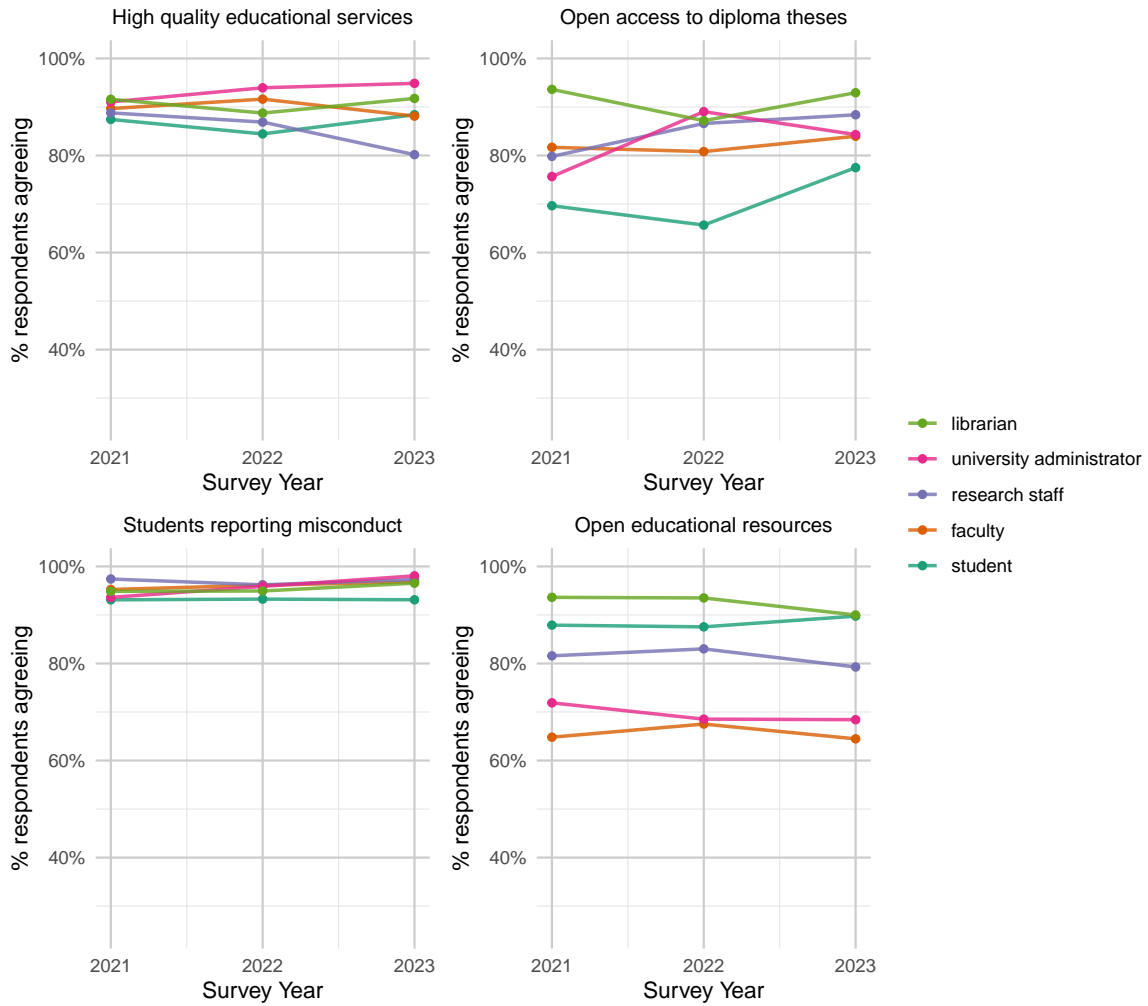 High quality educational services
% respondents agreeing
100%
80%
60%
40%
2021 2022 2023
Survey Year
Open access to diploma theses
% respondents agreeing
100%
80%
60%
40%
2021 2022 2023
Survey Year
Students reporting misconduct
% respondents agreeing
100%
80%
60%
40%
2021 2022 2023
Survey Year
Open educational resources
% respondents agreeing
100%
80%
60%
40%
2021 2022 2023
Survey Year
librarian
university administrator
research staff
faculty
student